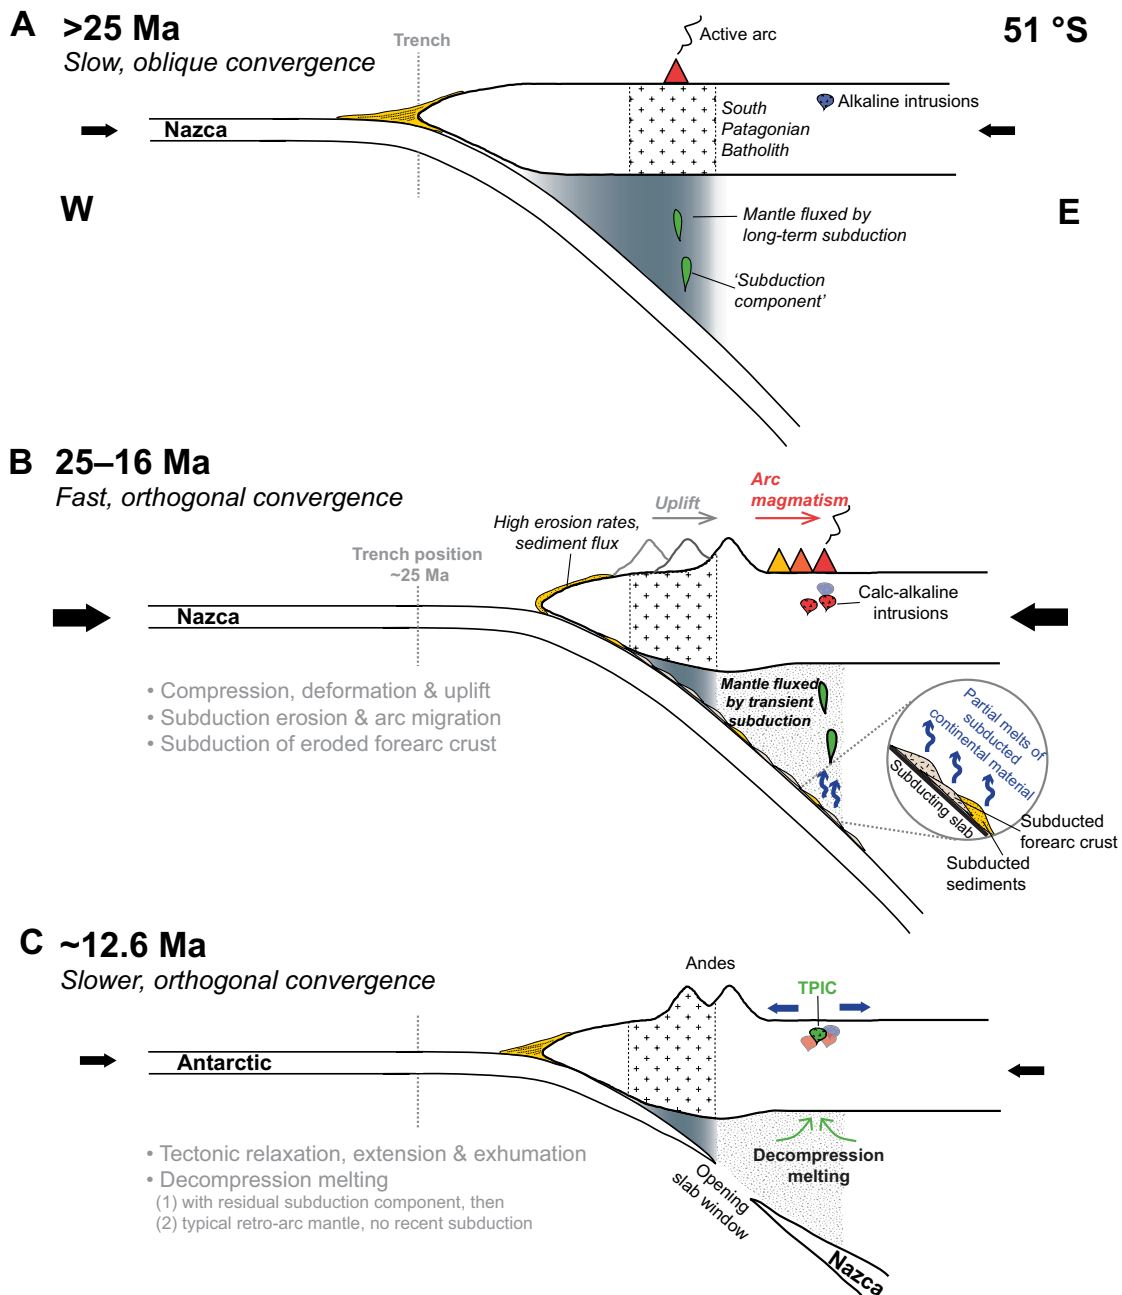 A >25 Ma
Slow, oblique convergence
51 °S
Trench
Active arc
Alkaline intrusions
Nazca
South
Patagonian
Batholith
W
E
Mantle fluxed by
long-term subduction
‘Subduction
component’
B 25–16 Ma
Fast, orthogonal convergence
Arc
magmatism
Uplift
High erosion rates,
sediment flux
Trench position
~25 Ma
Nazca
Calc-alkaline
intrusions
• Compression, deformation & uplift
• Subduction erosion & arc migration
• Subduction of eroded forearc crust
Mantle fluxed
by transient
subduction
Partial melts of
subducted
continental material
Subducting slab
Subducted
forearc crust
Subducted
sediments
C ~12.6 Ma
Slower, orthogonal convergence
Andes
TPIC
Antarctic
• Tectonic relaxation, extension & exhumation
• Decompression melting
(1) with residual subduction component, then
(2) typical retro-arc mantle, no recent subduction
Decompression
melting
Opening
slab window
Nazca